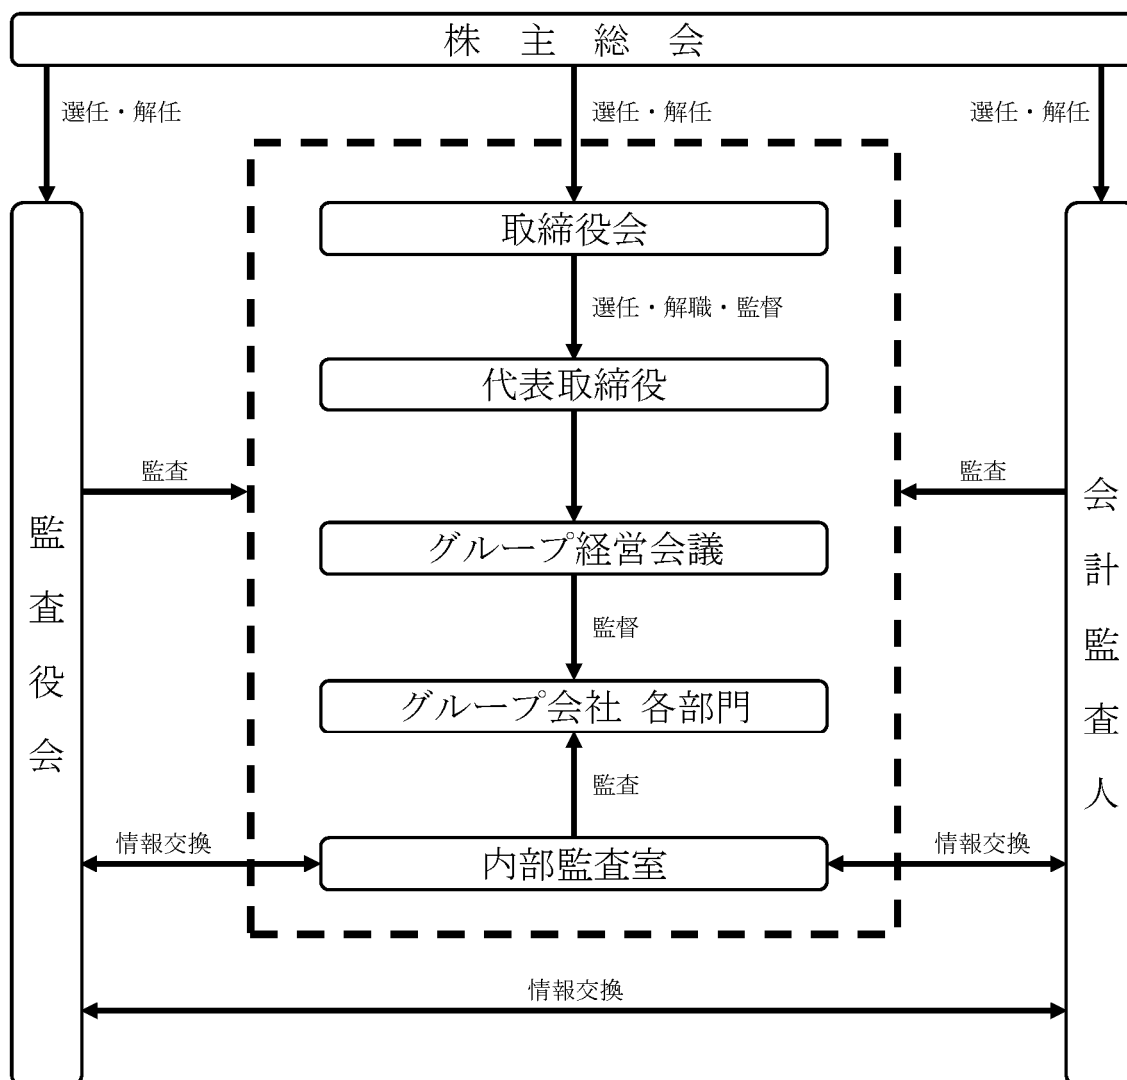 株 主 総 会
選任・解任
選任・解任
選任・解任
取締役会
選任・解職・監督
代表取締役
監査
監査
監査役会
会計監査人
グループ経営会議
監督
グループ会社 各部門
監査
情報交換
情報交換
内部監査室
情報交換